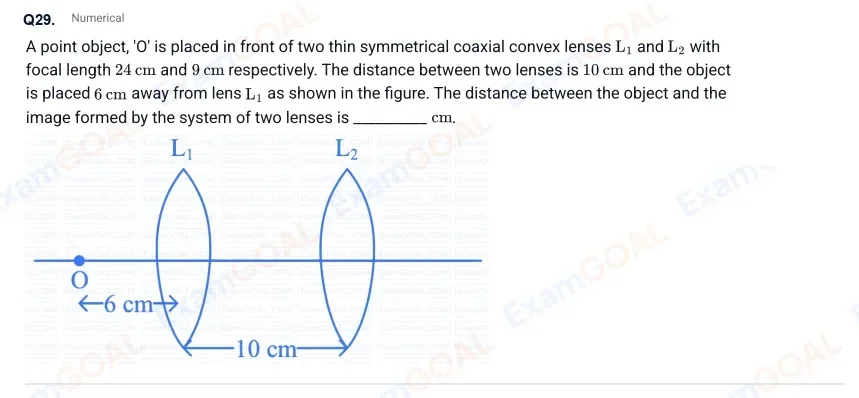 Q29. Numerical
A point object, 'O' is placed in front of two thin symmetrical coaxial convex lenses L₁ and L₂ with
focal length 24 cm and 9 cm respectively. The distance between two lenses is 10 cm and the object
is placed 6 cm away from lens L₁ as shown in the figure. The distance between the object and the
image formed by the system of two lenses is __________ cm.
L₁ L₂
O
6 cm
10 cm
ExamGOAL